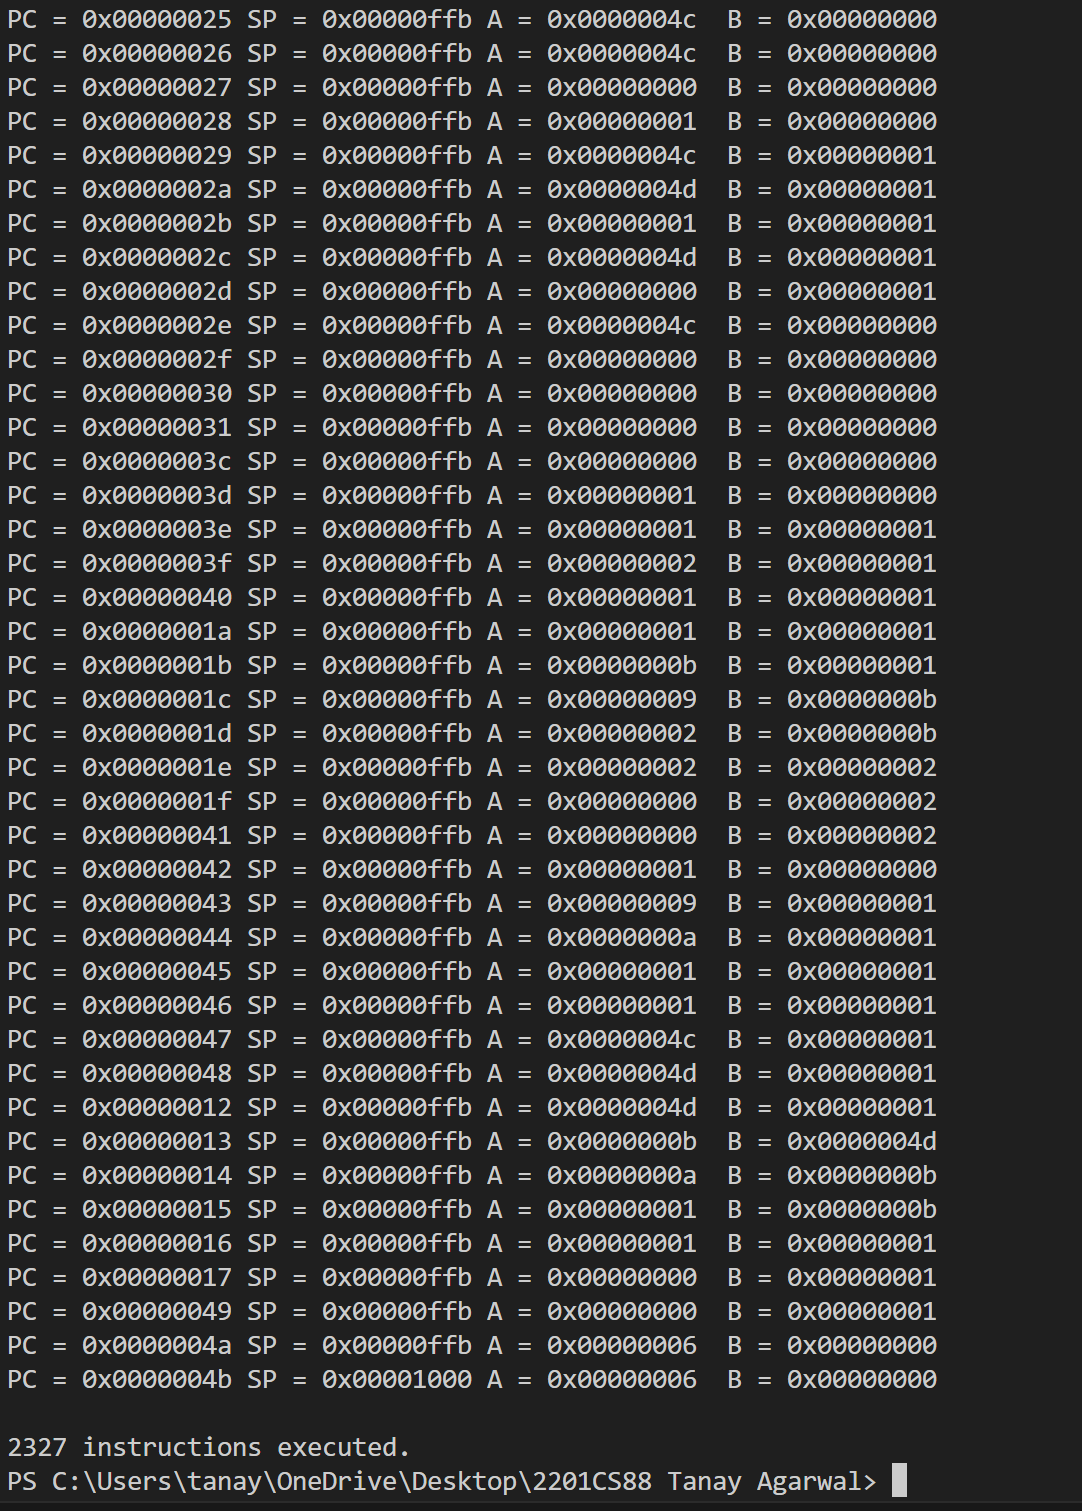 PC = 0x00000025 SP = 0x00000ffb A = 0x0000004c  B = 0x00000000
PC = 0x00000026 SP = 0x00000ffb A = 0x0000004c  B = 0x00000000
PC = 0x00000027 SP = 0x00000ffb A = 0x00000000  B = 0x00000000
PC = 0x00000028 SP = 0x00000ffb A = 0x00000001  B = 0x00000000
PC = 0x00000029 SP = 0x00000ffb A = 0x0000004c  B = 0x00000001
PC = 0x0000002a SP = 0x00000ffb A = 0x0000004d  B = 0x00000001
PC = 0x0000002b SP = 0x00000ffb A = 0x00000001  B = 0x00000001
PC = 0x0000002c SP = 0x00000ffb A = 0x0000004d  B = 0x00000001
PC = 0x0000002d SP = 0x00000ffb A = 0x00000000  B = 0x00000001
PC = 0x0000002e SP = 0x00000ffb A = 0x0000004c  B = 0x00000000
PC = 0x0000002f SP = 0x00000ffb A = 0x00000000  B = 0x00000000
PC = 0x00000030 SP = 0x00000ffb A = 0x00000000  B = 0x00000000
PC = 0x00000031 SP = 0x00000ffb A = 0x00000000  B = 0x00000000
PC = 0x0000003c SP = 0x00000ffb A = 0x00000000  B = 0x00000000
PC = 0x0000003d SP = 0x00000ffb A = 0x00000001  B = 0x00000000
PC = 0x0000003e SP = 0x00000ffb A = 0x00000001  B = 0x00000001
PC = 0x0000003f SP = 0x00000ffb A = 0x00000002  B = 0x00000001
PC = 0x00000040 SP = 0x00000ffb A = 0x00000001  B = 0x00000001
PC = 0x0000001a SP = 0x00000ffb A = 0x00000001  B = 0x00000001
PC = 0x0000001b SP = 0x00000ffb A = 0x0000000b  B = 0x00000001
PC = 0x0000001c SP = 0x00000ffb A = 0x00000009  B = 0x0000000b
PC = 0x0000001d SP = 0x00000ffb A = 0x00000002  B = 0x0000000b
PC = 0x0000001e SP = 0x00000ffb A = 0x00000002  B = 0x00000002
PC = 0x0000001f SP = 0x00000ffb A = 0x00000000  B = 0x00000002
PC = 0x00000041 SP = 0x00000ffb A = 0x00000000  B = 0x00000002
PC = 0x00000042 SP = 0x00000ffb A = 0x00000001  B = 0x00000000
PC = 0x00000043 SP = 0x00000ffb A = 0x00000009  B = 0x00000001
PC = 0x00000044 SP = 0x00000ffb A = 0x0000000a  B = 0x00000001
PC = 0x00000045 SP = 0x00000ffb A = 0x00000001  B = 0x00000001
PC = 0x00000046 SP = 0x00000ffb A = 0x00000001  B = 0x00000001
PC = 0x00000047 SP = 0x00000ffb A = 0x0000004c  B = 0x00000001
PC = 0x00000048 SP = 0x00000ffb A = 0x0000004d  B = 0x00000001
PC = 0x00000012 SP = 0x00000ffb A = 0x0000004d  B = 0x00000001
PC = 0x00000013 SP = 0x00000ffb A = 0x0000000b  B = 0x0000004d
PC = 0x00000014 SP = 0x00000ffb A = 0x0000000a  B = 0x0000000b
PC = 0x00000015 SP = 0x00000ffb A = 0x00000001  B = 0x0000000b
PC = 0x00000016 SP = 0x00000ffb A = 0x00000001  B = 0x00000001
PC = 0x00000017 SP = 0x00000ffb A = 0x00000000  B = 0x00000001
PC = 0x00000049 SP = 0x00000ffb A = 0x00000000  B = 0x00000001
PC = 0x0000004a SP = 0x00000ffb A = 0x00000006  B = 0x00000000
PC = 0x0000004b SP = 0x00001000 A = 0x00000006  B = 0x00000000
2327 instructions executed.
PS C:\Users\tanay\OneDrive\Desktop\2201CS88 Tanay Agarwal>